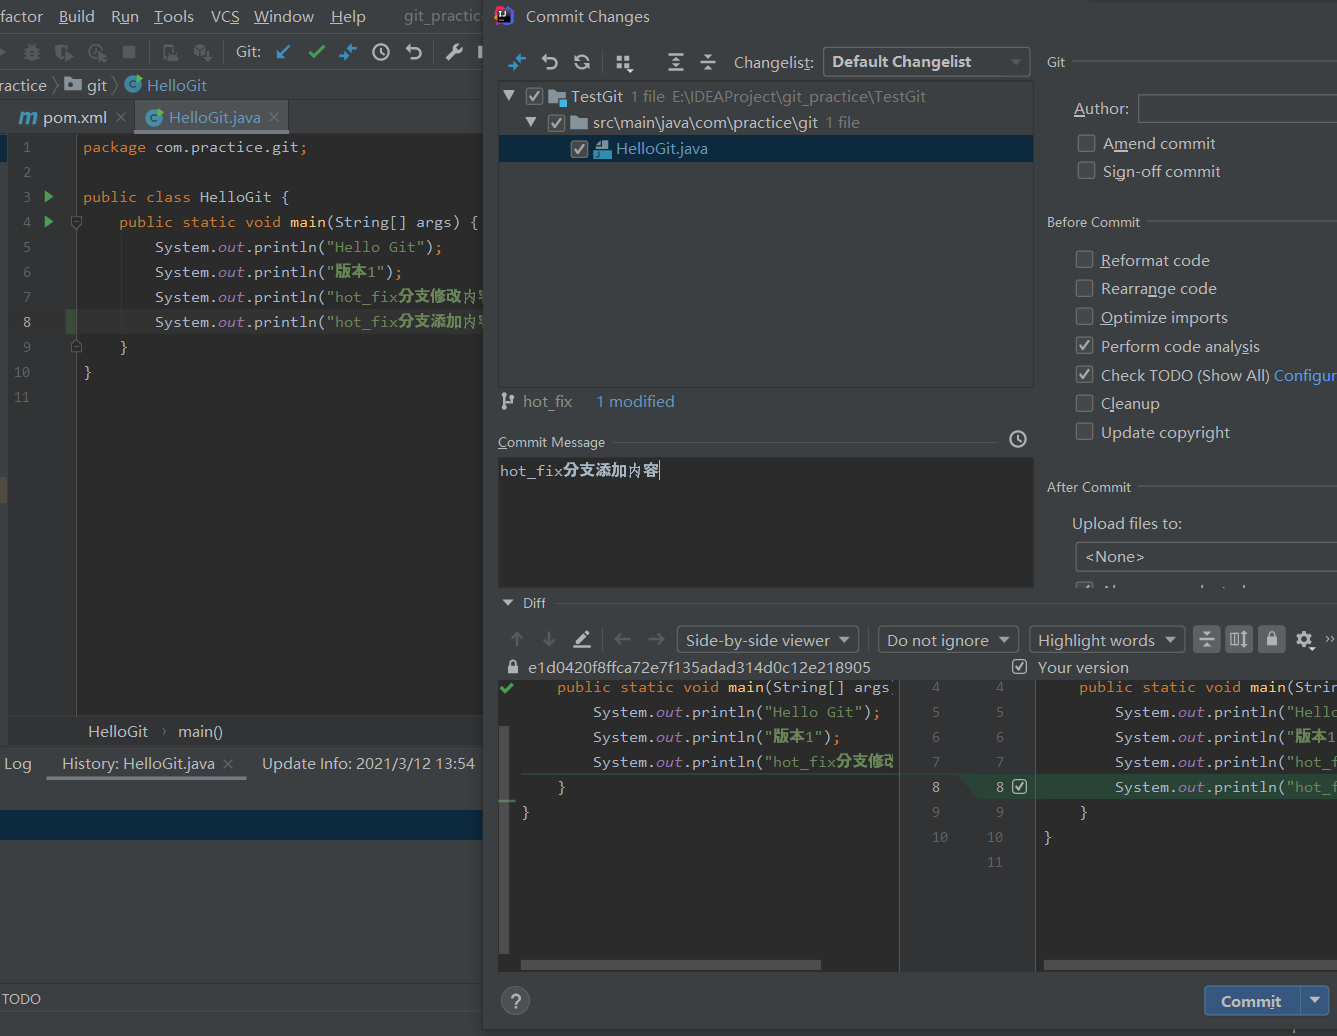 factor Build Run Tools VCS Window Help git_practic
Git:
ractice git HelloGit
pom.xml HelloGit.java
1 package com.practice.git;
2
3 public class HelloGit {
4 public static void main(String[] args) {
5 System.out.println("Hello Git");
6 System.out.println("版本1");
7 System.out.println("hot_fix分支修改内容
8 System.out.println("hot_fix分支添加内容
9 }
10 }
11
HelloGit › main()
Log History: HelloGit.java Update Info: 2021/3/12 13:54
TODO
Commit Changes
Changelist: Default Changelist
TestGit 1 file E:\IDEAProject\git_practice\TestGit
src\main\java\com\practice\git 1 file
HelloGit.java
hot_fix 1 modified
Commit Message
hot_fix分支添加内容
Git
Author:
Amend commit
Sign-off commit
Before Commit
Reformat code
Rearrange code
Optimize imports
Perform code analysis
Check TODO (Show All) Configur
Cleanup
Update copyright
After Commit
Upload files to:
<None>
Diff
Side-by-side viewer Do not ignore Highlight words
e1d0420f8ffca72e7f135adad314d0c12e218905 Your version
public static void main(String[] args 4 4 public static void main(Strin
System.out.println("Hello Git"); 5 5 System.out.println("Hello
System.out.println("版本1"); 6 6 System.out.println("版本1
System.out.println("hot_fix分支修改 7 7 System.out.println("hot_f
} 8 8 System.out.println("hot_f
} 9 9 }
10 10 }
11
? Commit